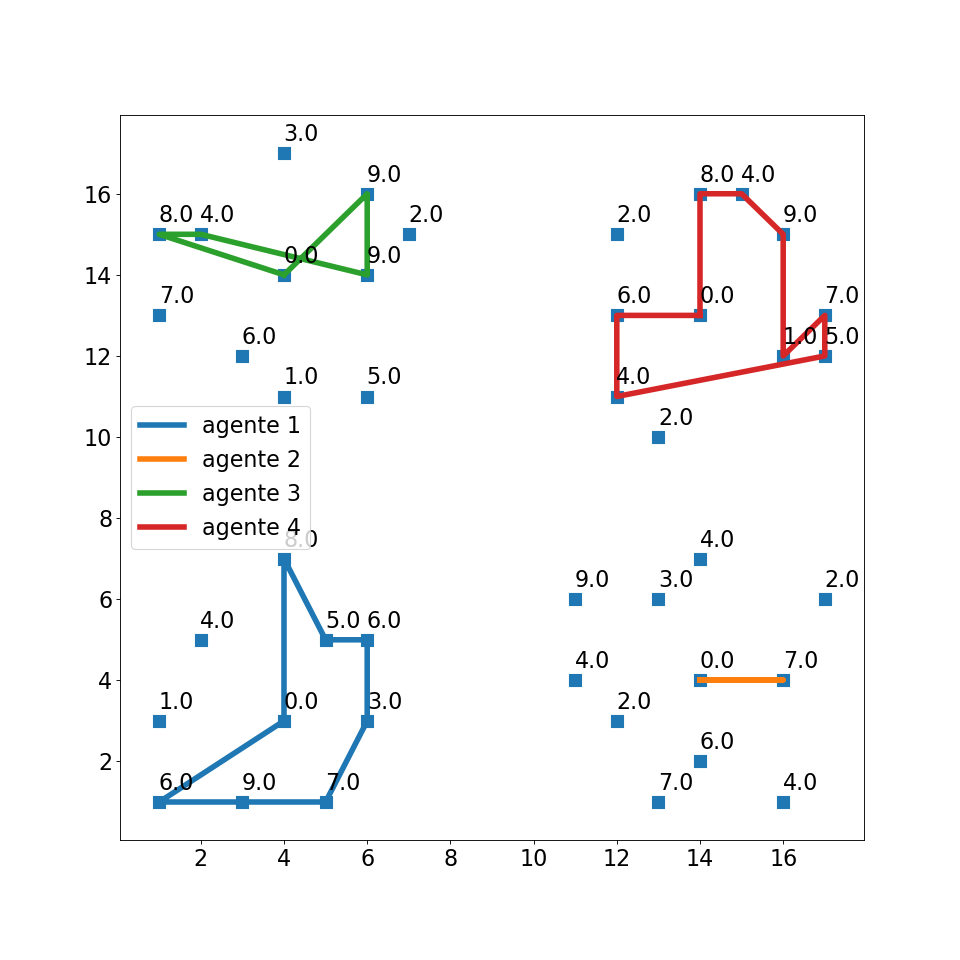 3.0
9.0
8.0 4.0
8.0 4.0 2.0 2.0 9.0
0.0 9.0
7.0 6.0 0.0 7.0
6.0 1.0 5.0
1.0 5.0 4.0
2.0
agente 1
agente 2
agente 3
agente 4
8.0 4.0
9.0 3.0 2.0
4.0 5.0 6.0
4.0 0.0 7.0
1.0 0.0 3.0 2.0
6.0
6.0 9.0 7.0 7.0 4.0
16
14
12
10
8
6
4
2
2 4 6 8 10 12 14 16